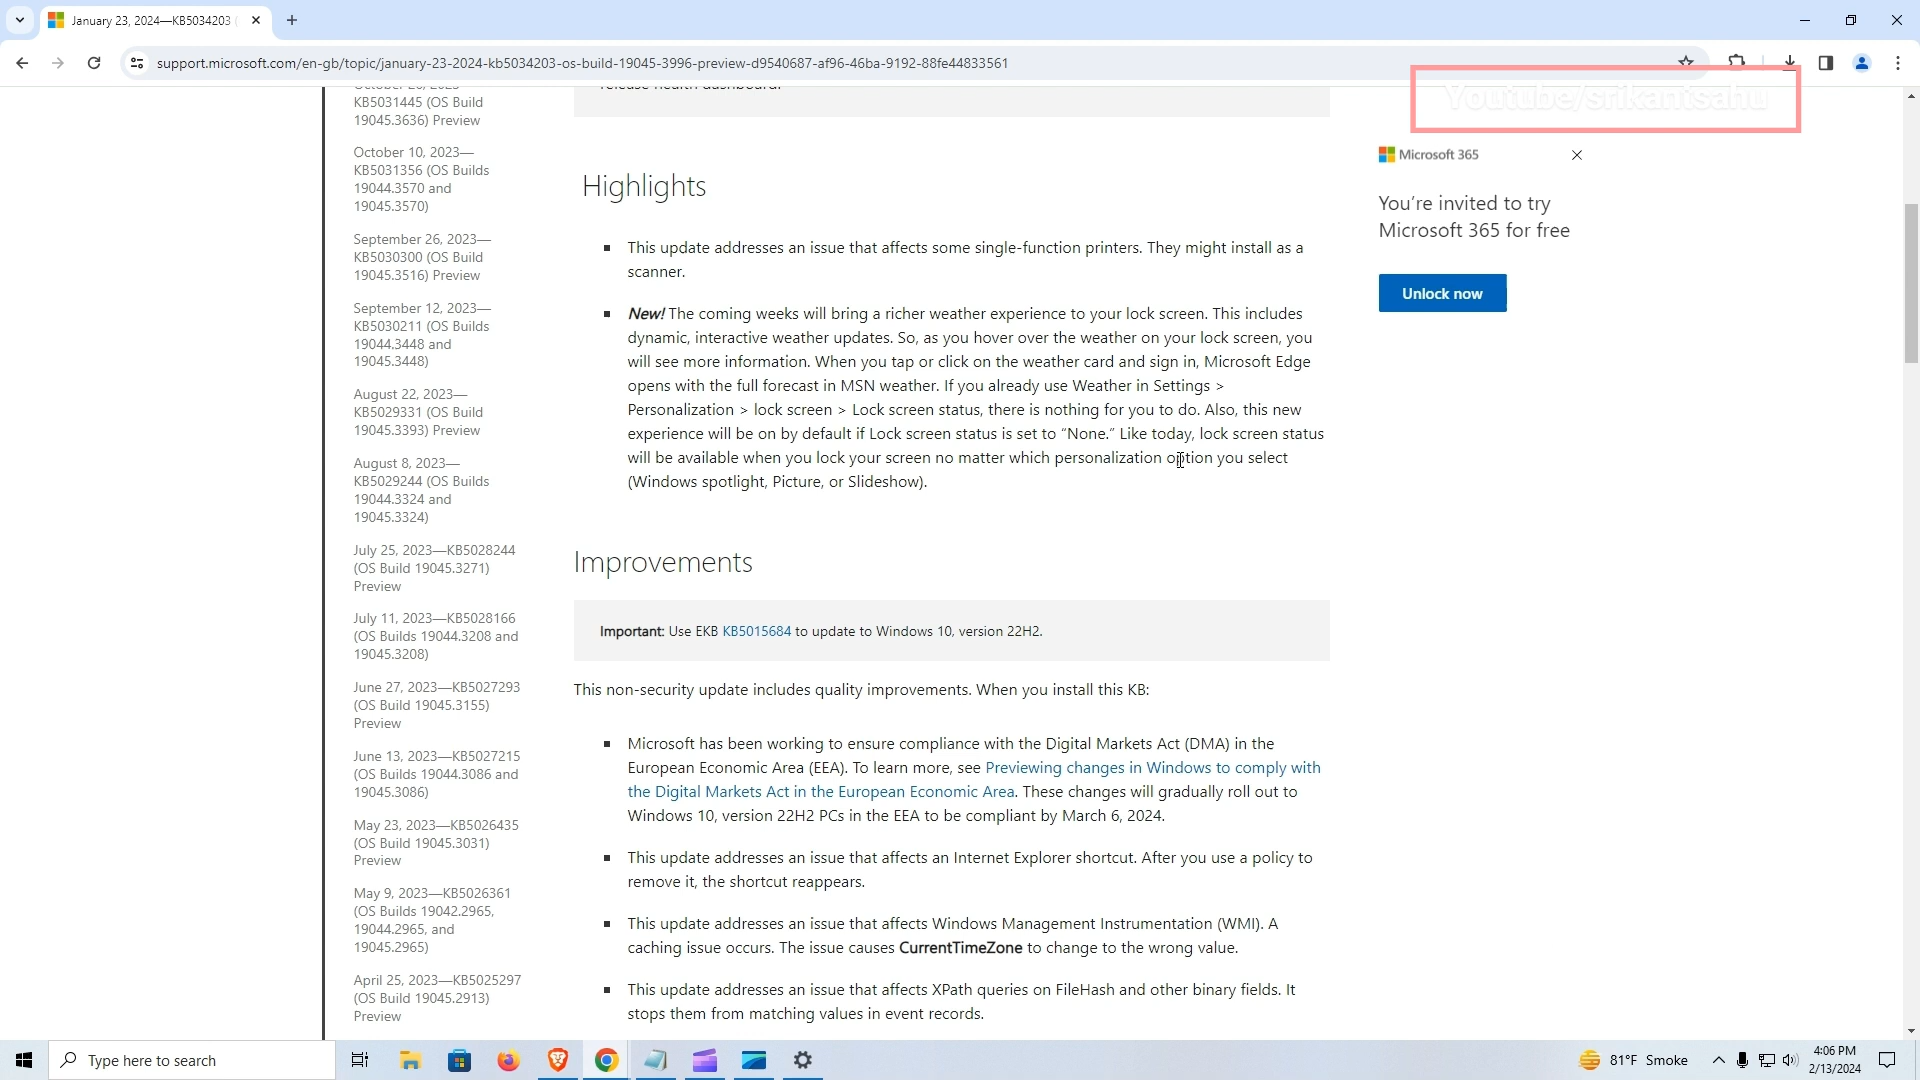 January 23, 2024—KB5034203
support.microsoft.com/en-gb/topic/january-23-2024-kb5034203-os-build-19045-3996-preview-d9540687-af96-46ba-9192-88fe44833561
Youtube/srikantsahu
KB5031445 (OS Build
19045.3636) Preview
October 10, 2023—
KB5031356 (OS Builds
19044.3570 and
19045.3570)
September 26, 2023—
KB5030300 (OS Build
19045.3516) Preview
September 12, 2023—
KB5030211 (OS Builds
19044.3448 and
19045.3448)
August 22, 2023—
KB5029331 (OS Build
19045.3393) Preview
August 8, 2023—
KB5029244 (OS Builds
19044.3324 and
19045.3324)
July 25, 2023—KB5028244
(OS Build 19045.3271)
Preview
July 11, 2023—KB5028166
(OS Builds 19044.3208 and
19045.3208)
June 27, 2023—KB5027293
(OS Build 19045.3155)
Preview
June 13, 2023—KB5027215
(OS Builds 19044.3086 and
19045.3086)
May 23, 2023—KB5026435
(OS Build 19045.3031)
Preview
May 9, 2023—KB5026361
(OS Builds 19042.2965,
19044.2965, and
19045.2965)
April 25, 2023—KB5025297
(OS Build 19045.2913)
Preview
release health dashboard.
Highlights
This update addresses an issue that affects some single-function printers. They might install as a
scanner.
New! The coming weeks will bring a richer weather experience to your lock screen. This includes
dynamic, interactive weather updates. So, as you hover over the weather on your lock screen, you
will see more information. When you tap or click on the weather card and sign in, Microsoft Edge
opens with the full forecast in MSN weather. If you already use Weather in Settings >
Personalization > lock screen > Lock screen status, there is nothing for you to do. Also, this new
experience will be on by default if Lock screen status is set to “None.” Like today, lock screen status
will be available when you lock your screen no matter which personalization option you select
(Windows spotlight, Picture, or Slideshow).
Improvements
Important: Use EKB KB5015684 to update to Windows 10, version 22H2.
This non-security update includes quality improvements. When you install this KB:
Microsoft has been working to ensure compliance with the Digital Markets Act (DMA) in the
European Economic Area (EEA). To learn more, see Previewing changes in Windows to comply with
the Digital Markets Act in the European Economic Area. These changes will gradually roll out to
Windows 10, version 22H2 PCs in the EEA to be compliant by March 6, 2024.
This update addresses an issue that affects an Internet Explorer shortcut. After you use a policy to
remove it, the shortcut reappears.
This update addresses an issue that affects Windows Management Instrumentation (WMI). A
caching issue occurs. The issue causes CurrentTimeZone to change to the wrong value.
This update addresses an issue that affects XPath queries on FileHash and other binary fields. It
stops them from matching values in event records.
Microsoft 365
You’re invited to try
Microsoft 365 for free
Unlock now
Type here to search
81°F Smoke
4:06 PM
2/13/2024